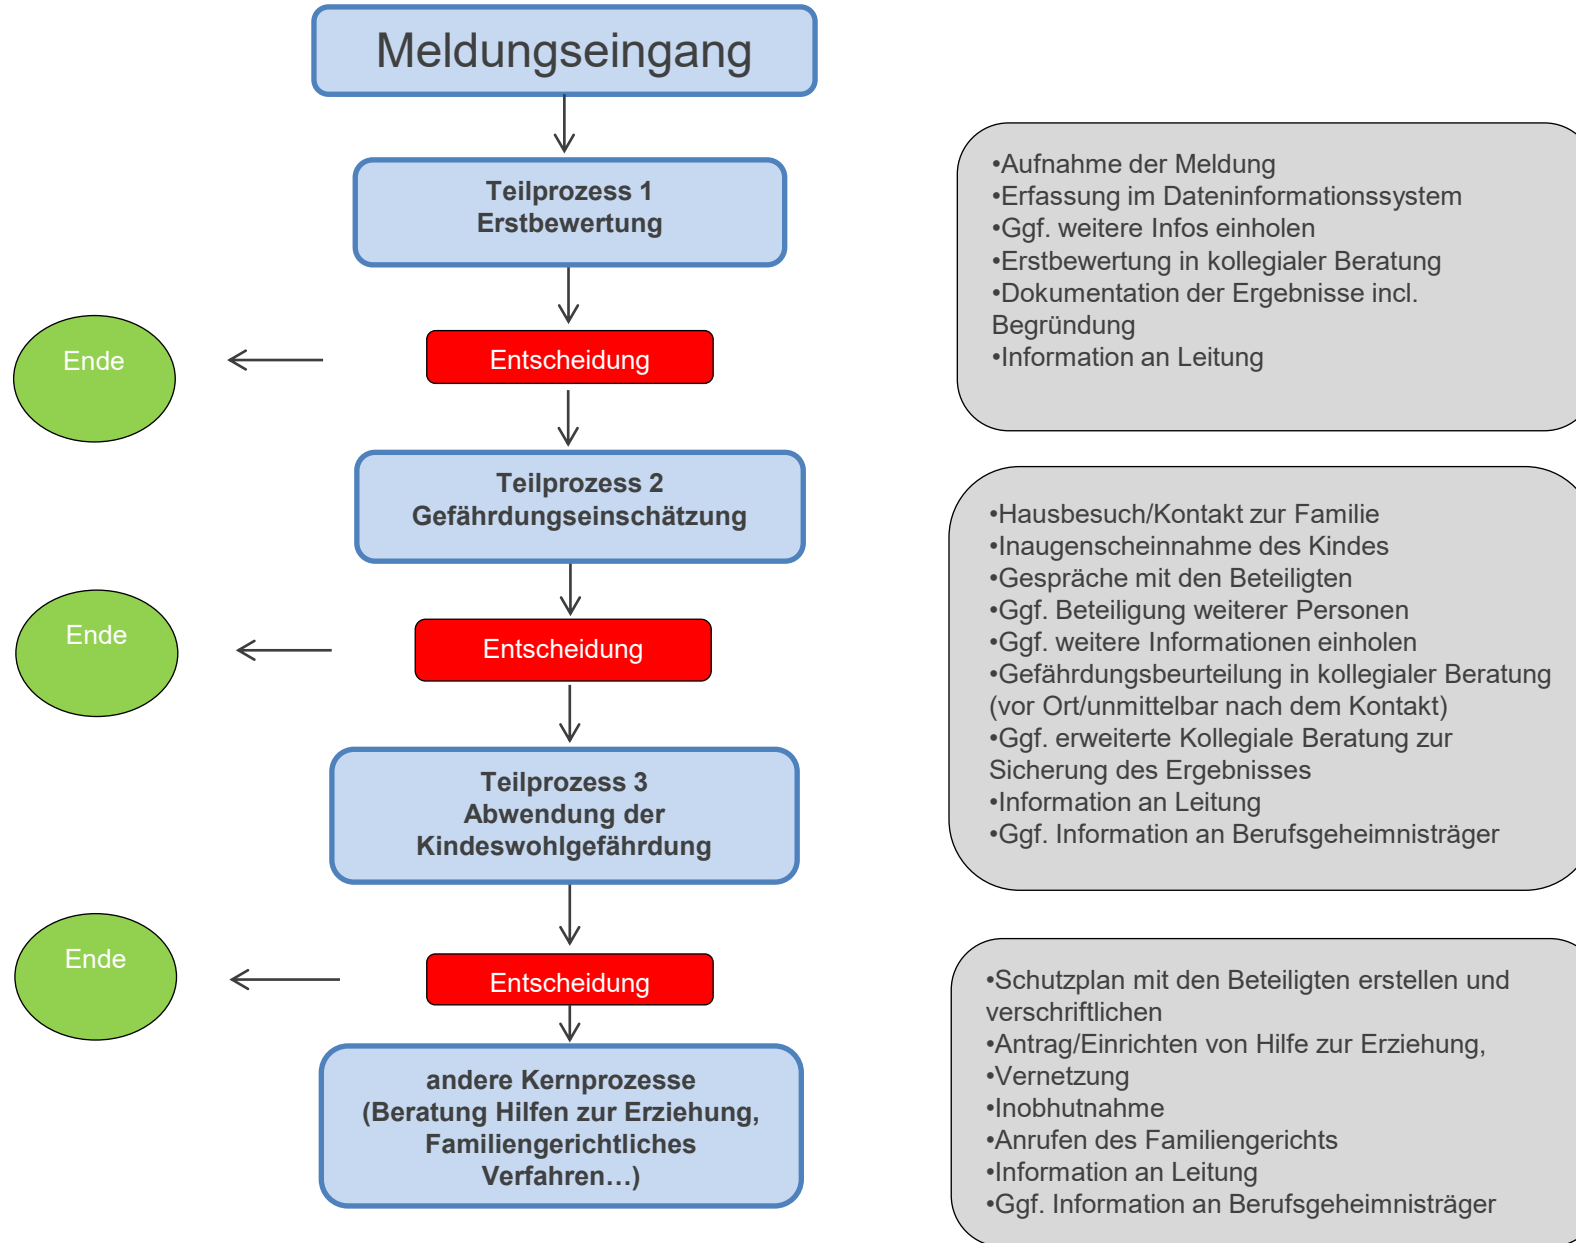 Meldungseingang
Teilprozess 1
Erstbewertung
•Aufnahme der Meldung
•Erfassung im Dateninformationssystem
•Ggf. weitere Infos einholen
•Erstbewertung in kollegialer Beratung
•Dokumentation der Ergebnisse incl.
Begründung
•Information an Leitung
Ende
Entscheidung
Teilprozess 2
Gefährdungseinschätzung
•Hausbesuch/Kontakt zur Familie
•Inaugenscheinnahme des Kindes
•Gespräche mit den Beteiligten
•Ggf. Beteiligung weiterer Personen
•Ggf. weitere Informationen einholen
•Gefährdungsbeurteilung in kollegialer Beratung
(vor Ort/unmittelbar nach dem Kontakt)
•Ggf. erweiterte Kollegiale Beratung zur
Sicherung des Ergebnisses
•Information an Leitung
•Ggf. Information an Berufsgeheimnisträger
Ende
Entscheidung
Teilprozess 3
Abwendung der
Kindeswohlgefährdung
Ende
Entscheidung
•Schutzplan mit den Beteiligten erstellen und
verschriftlichen
•Antrag/Einrichten von Hilfe zur Erziehung,
•Vernetzung
•Inobhutnahme
•Anrufen des Familiengerichts
•Information an Leitung
•Ggf. Information an Berufsgeheimnisträger
andere Kernprozesse
(Beratung Hilfen zur Erziehung,
Familiengerichtliches
Verfahren…)